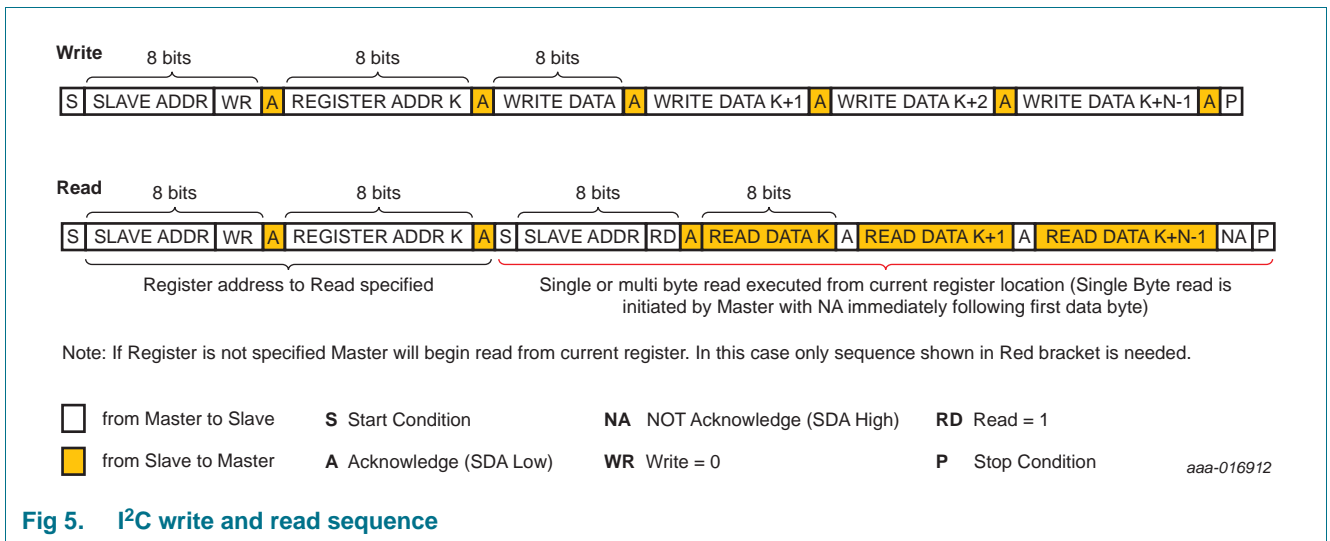 Write
8 bits 8 bits 8 bits
S SLAVE ADDR WR A REGISTER ADDR K A WRITE DATA A WRITE DATA K+1 A WRITE DATA K+2 A WRITE DATA K+N-1 A P
Read
8 bits 8 bits 8 bits 8 bits
S SLAVE ADDR WR A REGISTER ADDR K A S SLAVE ADDR RD A READ DATA K A READ DATA K+1 A READ DATA K+N-1 NA P
Register address to Read specified
Single or multi byte read executed from current register location (Single Byte read is
initiated by Master with NA immediately following first data byte)
Note: If Register is not specified Master will begin read from current register. In this case only sequence shown in Red bracket is needed.
from Master to Slave S Start Condition NA NOT Acknowledge (SDA High) RD Read = 1
from Slave to Master A Acknowledge (SDA Low) WR Write = 0 P Stop Condition aaa-016912
Fig 5. I²C write and read sequence